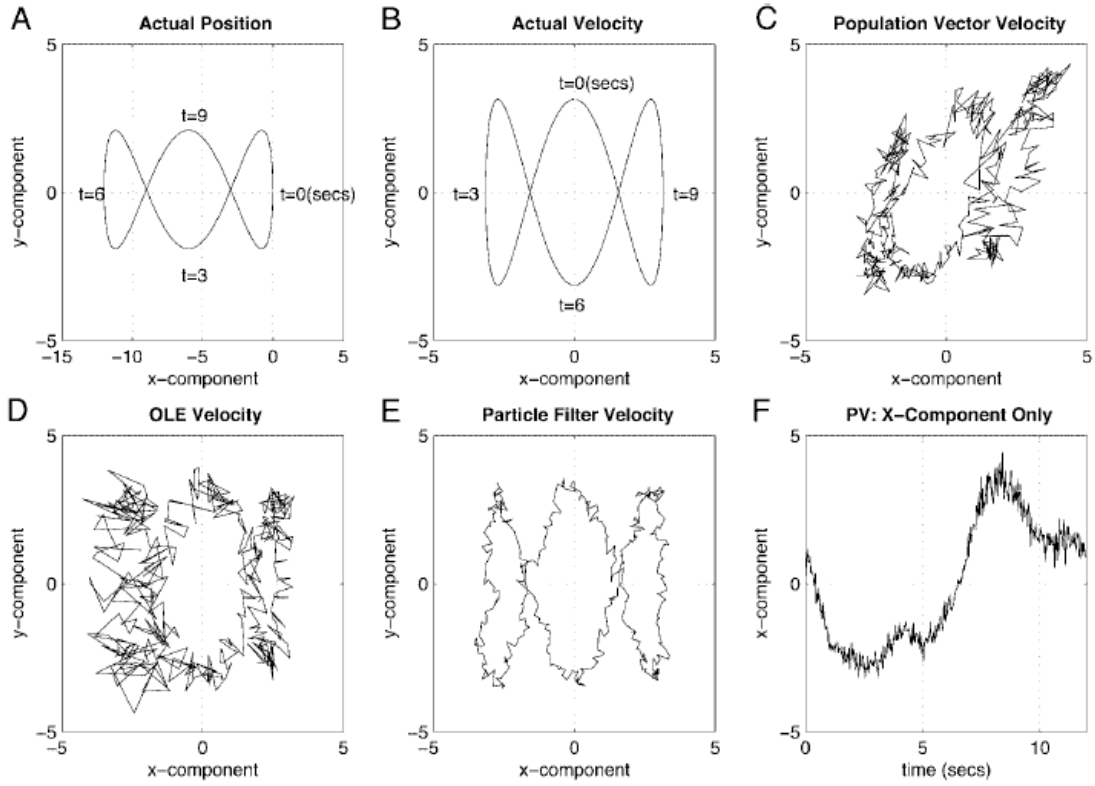 A
Actual Position
5
t=9
y-component
0
t=6
t=0(secs)
t=3
-5
-15
-10
-5
0
5
x-component
B
Actual Velocity
5
t=0(secs)
y-component
0
t=3
t=9
t=6
-5
-5
0
5
x-component
C
Population Vector Velocity
5
y-component
0
-5
-5
0
5
x-component
D
OLE Velocity
5
y-component
0
-5
-5
0
5
x-component
E
Particle Filter Velocity
5
y-component
0
-5
-5
0
5
x-component
F
PV: X-Component Only
5
x-component
0
-5
0
5
10
time (secs)